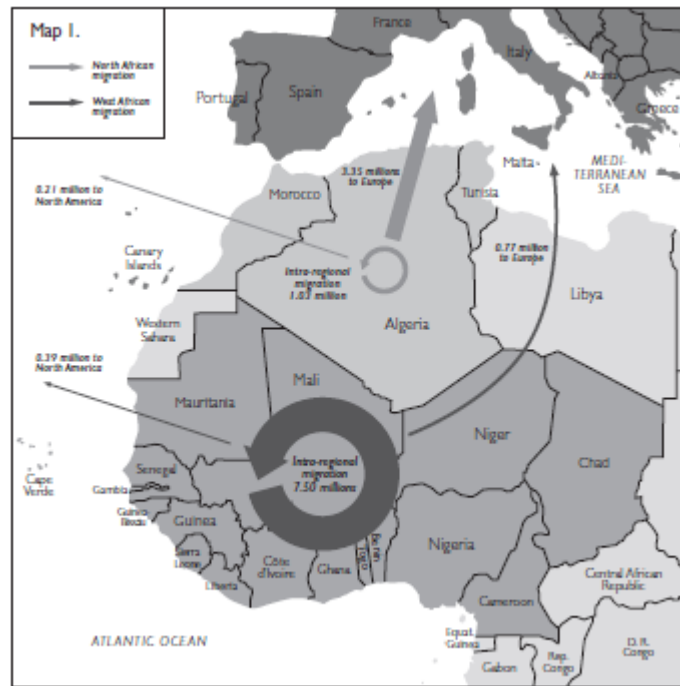 Map 1.
North African
migration
West African
migration
France
Italy
Spain
Portugal
Albania
Greece
Malta
MEDI-
TERRANEAN
SEA
3.35 millions
to Europe
0.21 million to
North America
Morocco
Tunisia
0.77 million
to Europe
Canary
Islands
Intra-regional
migration
1.03 million
Libya
Algeria
Western
Sahara
0.39 million to
North America
Mali
Mauritania
Niger
Chad
Cape
Verde
Senegal
Gambia
Intra-regional
migration
7.50 millions
Guinea
Bissau
Guinea
Sierra
Leone
Liberia
Côte
d'Ivoire
Ghana
Togo
Benin
Nigeria
Central African
Republic
Cameroon
ATLANTIC OCEAN
Equat.
Guinea
Gabon
Rep.
Congo
D. R.
Congo